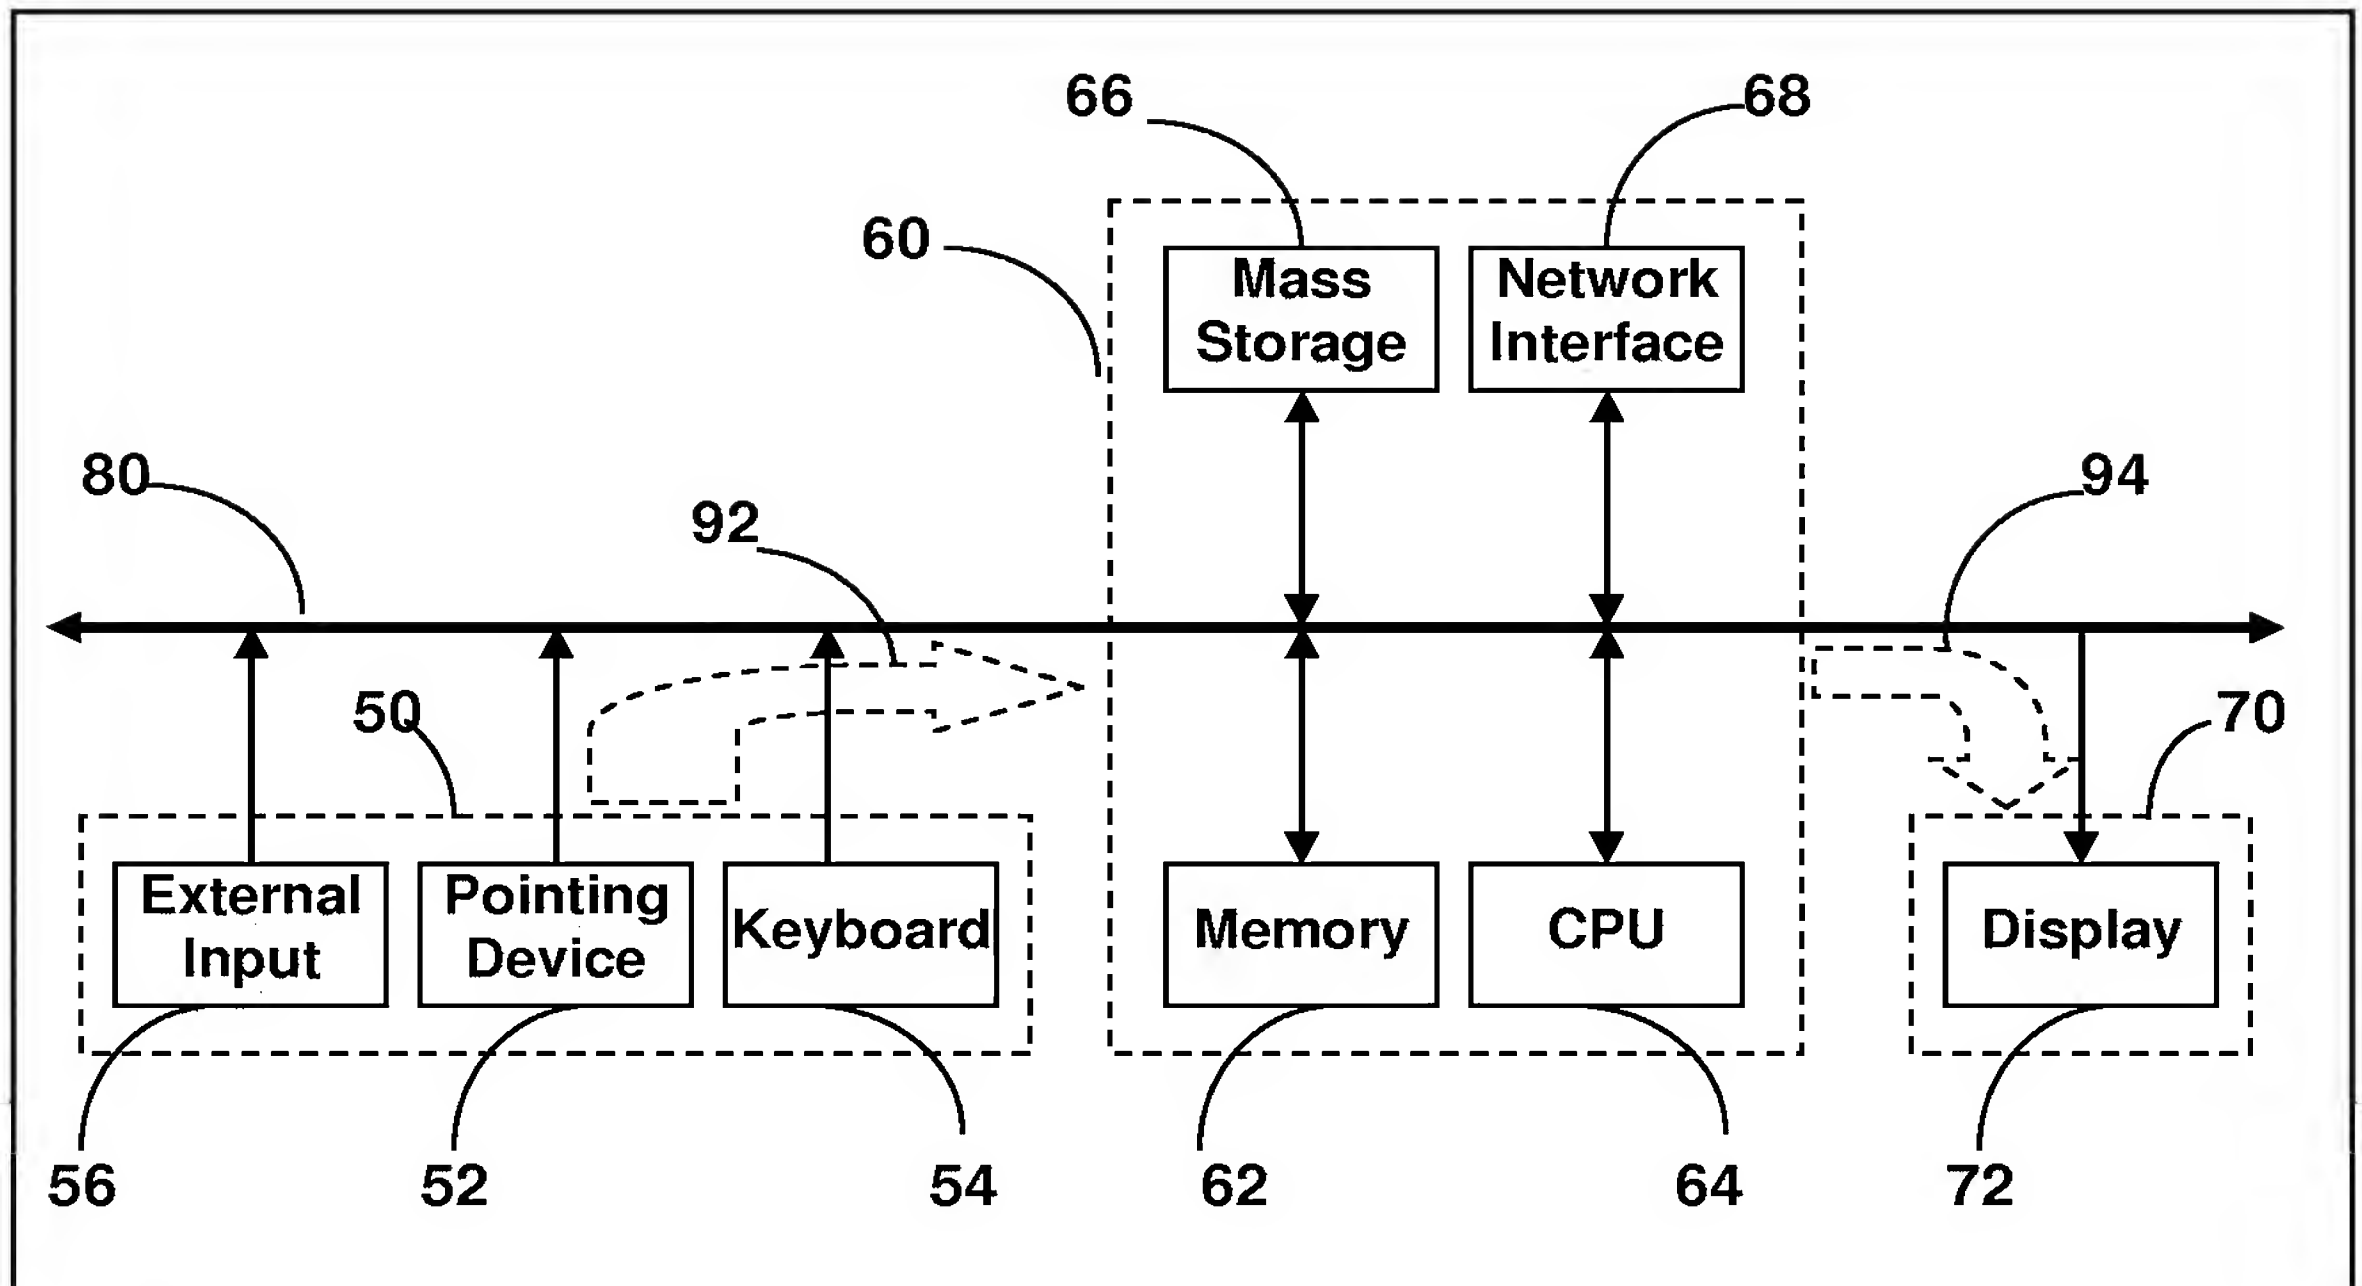 66
68
60
Mass
Storage
Network
Interface
80
92
94
50
70
External
Input
Pointing
Device
Keyboard
Memory
CPU
Display
56
52
54
62
64
72